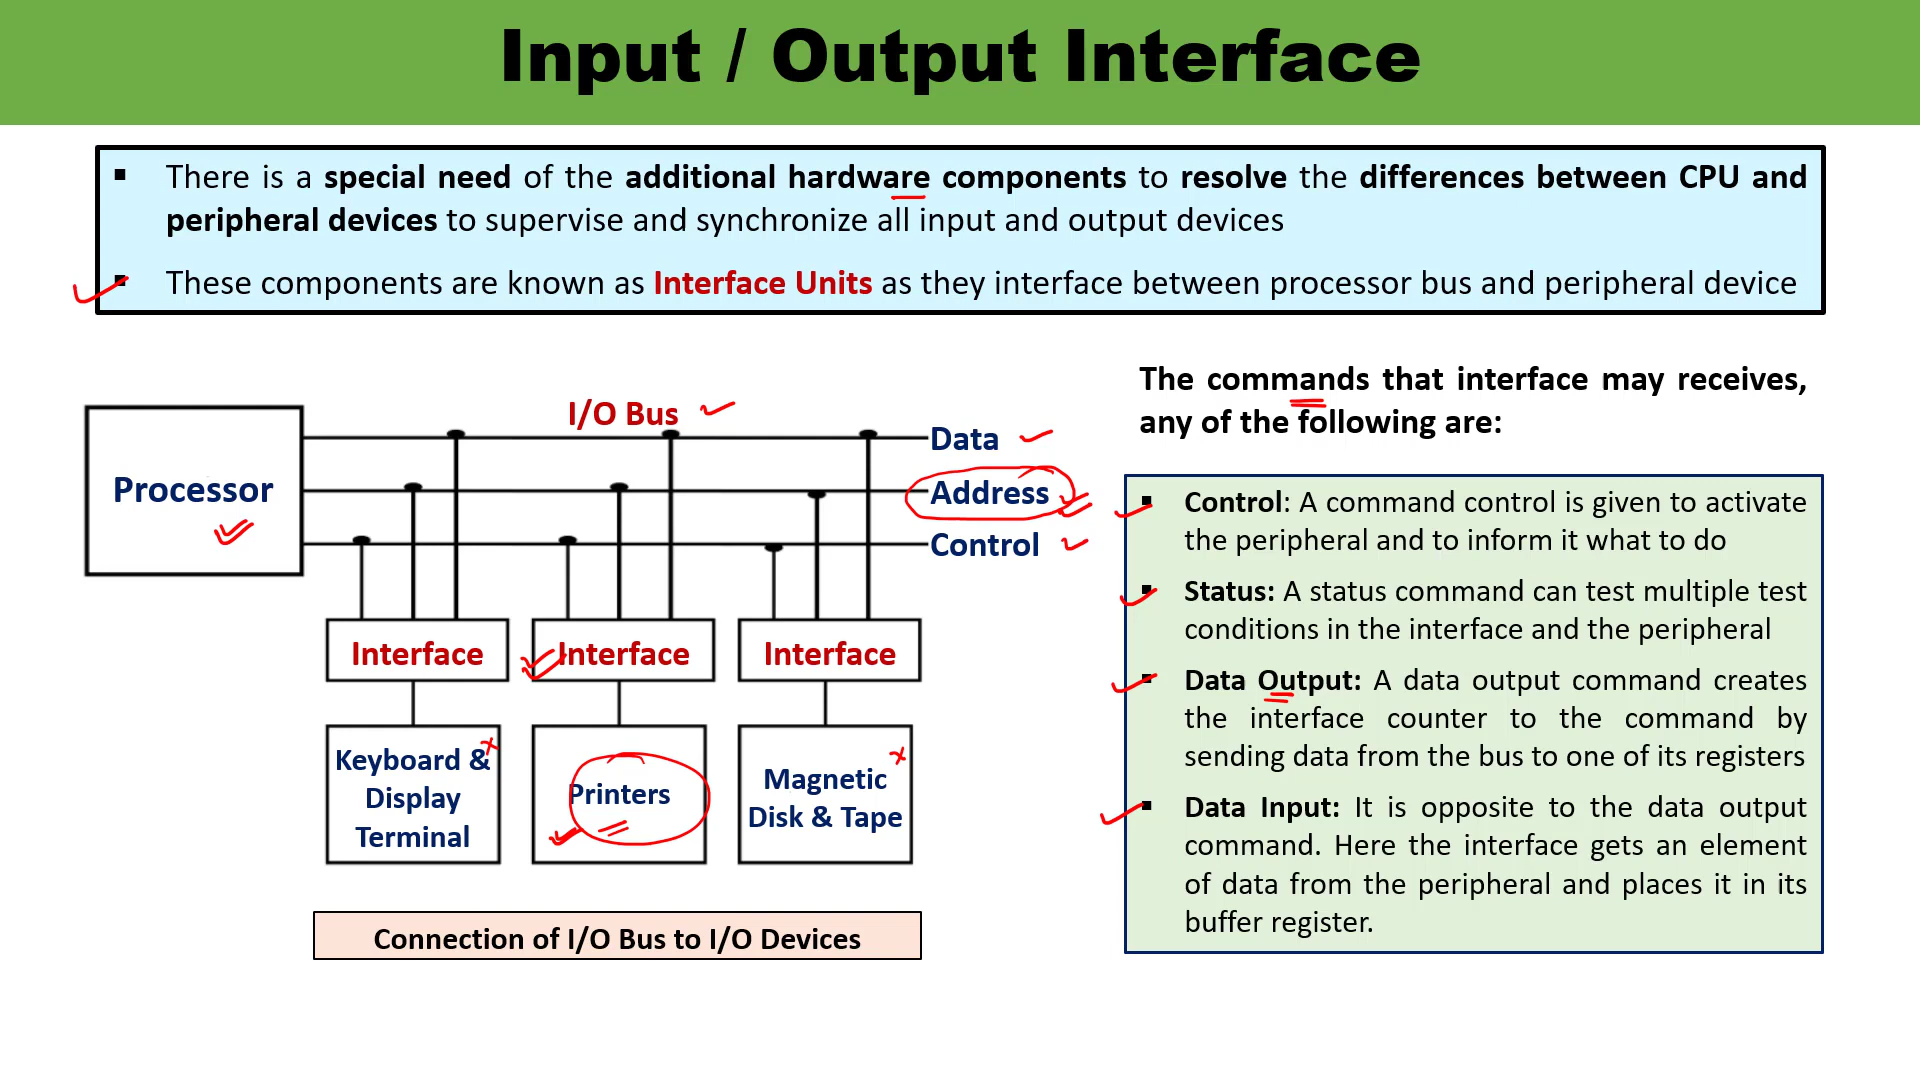 Input / Output Interface
▪ There is a special need of the additional hardware components to resolve the differences between CPU and
peripheral devices to supervise and synchronize all input and output devices
▪ These components are known as Interface Units as they interface between processor bus and peripheral device
The commands that interface may receives,
any of the following are:
I/O Bus
Data
Processor
Address
Control
Interface
Interface
Interface
Keyboard &
Display
Terminal
Printers
Magnetic
Disk & Tape
Connection of I/O Bus to I/O Devices
▪ Control: A command control is given to activate
the peripheral and to inform it what to do
▪ Status: A status command can test multiple test
conditions in the interface and the peripheral
▪ Data Output: A data output command creates
the interface counter to the command by
sending data from the bus to one of its registers
▪ Data Input: It is opposite to the data output
command. Here the interface gets an element
of data from the peripheral and places it in its
buffer register.